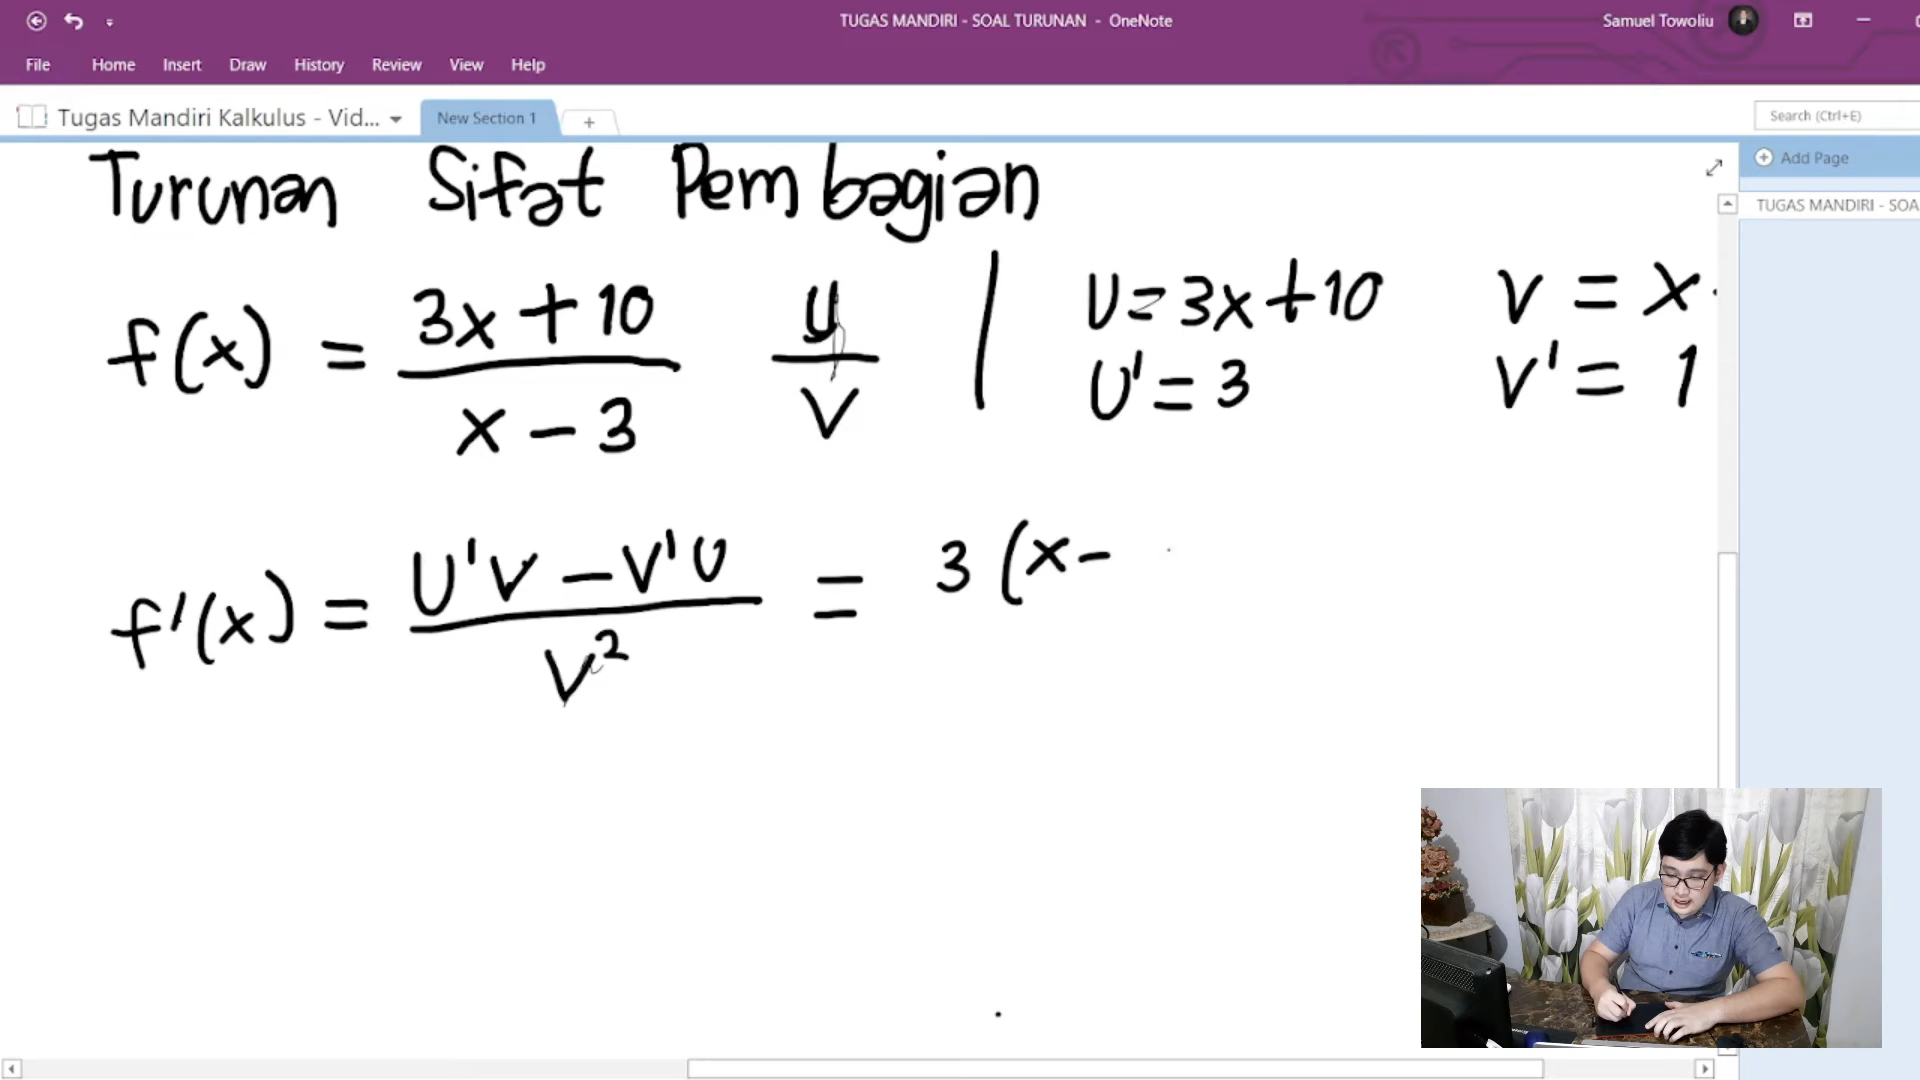 TUGAS MANDIRI - SOAL TURUNAN - OneNote
Samuel Towoliu
File Home Insert Draw History Review View Help
Tugas Mandiri Kalkulus - Vid...
New Section 1
+
Search (Ctrl+E)
Add Page
TUGAS MANDIRI - SOA
Turunan Sifat Pembagian
f(x) = (3x + 10)/(x - 3) U/V | U = 3x + 10 V = x
U' = 3 V' = 1
f'(x) = (U'V - V'U)/V² = 3 (x -